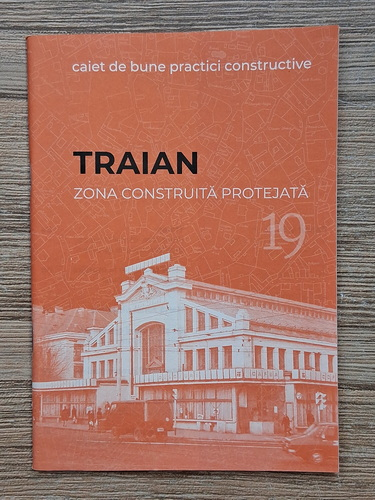 caiet de bune practici constructive
TRAIAN
ZONA CONSTRUITĂ PROTEJATĂ
19